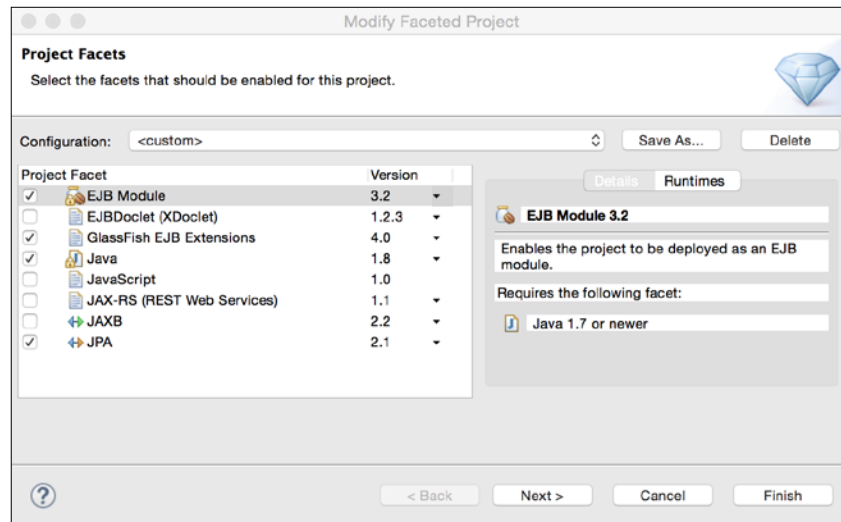 Modify Faceted Project
Project Facets
Select the facets that should be enabled for this project.
Configuration: <custom> Save As... Delete
Project Facet Version
EJB Module 3.2
EJBDoclet (XDoclet) 1.2.3
GlassFish EJB Extensions 4.0
Java 1.8
JavaScript 1.0
JAX-RS (REST Web Services) 1.1
JAXB 2.2
JPA 2.1
Details Runtimes
EJB Module 3.2
Enables the project to be deployed as an EJB
module.
Requires the following facet:
Java 1.7 or newer
? < Back Next > Cancel Finish